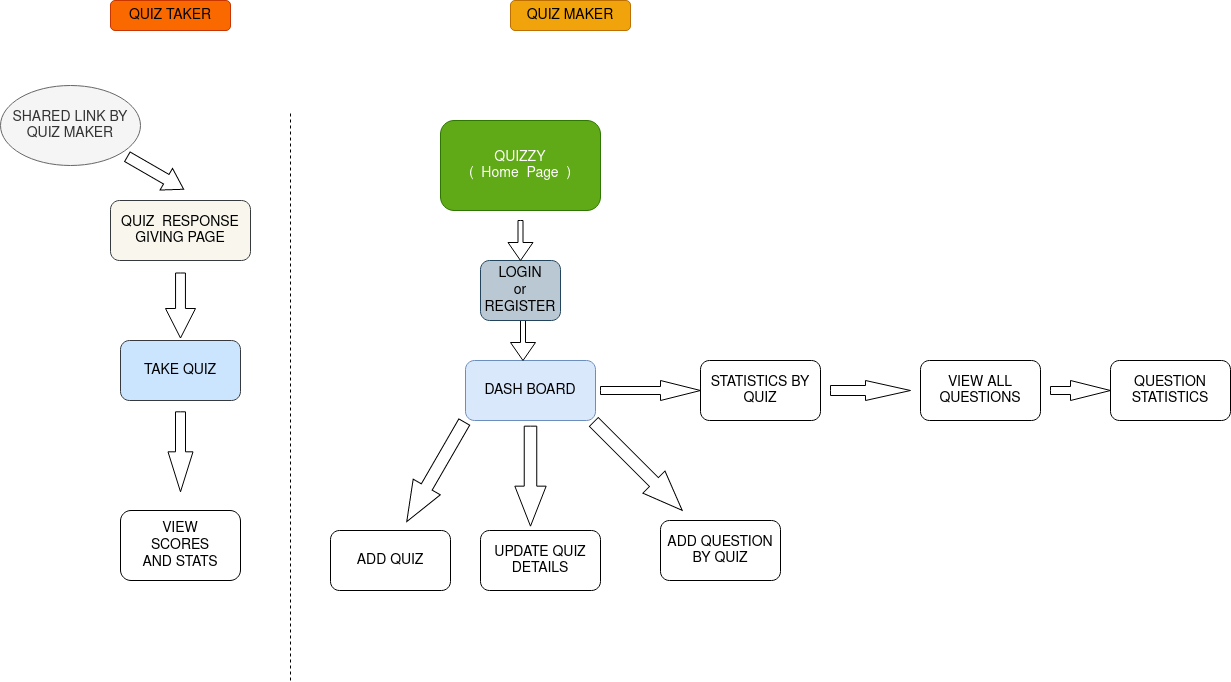 QUIZ TAKER
QUIZ MAKER
SHARED LINK BY
QUIZ MAKER
QUIZ RESPONSE
GIVING PAGE
TAKE QUIZ
VIEW
SCORES
AND STATS
QUIZZY
( Home Page )
LOGIN
or
REGISTER
DASH BOARD
STATISTICS BY
QUIZ
VIEW ALL
QUESTIONS
QUESTION
STATISTICS
ADD QUIZ
UPDATE QUIZ
DETAILS
ADD QUESTION
BY QUIZ